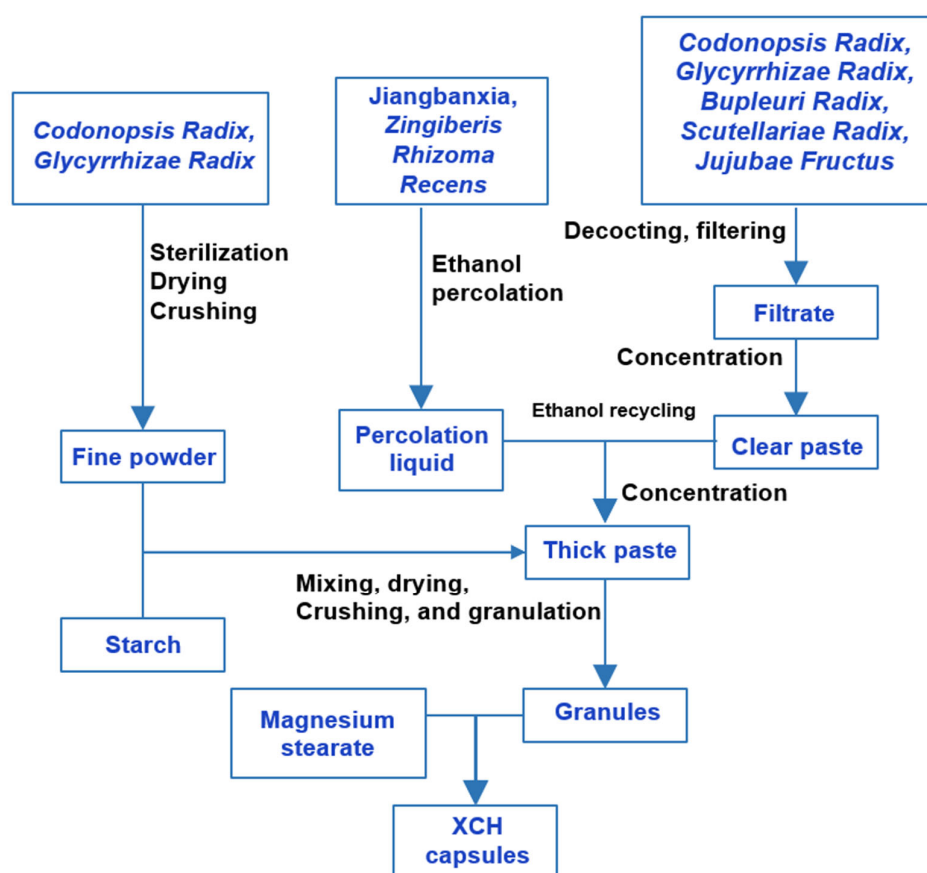 Codonopsis Radix,
Glycyrrhizae Radix
Jiangbanxia,
Zingiberis
Rhizoma
Recens
Codonopsis Radix,
Glycyrrhizae Radix,
Bupleuri Radix,
Scutellariae Radix,
Jujubae Fructus
Sterilization
Drying
Crushing
Ethanol
percolation
Decocting, filtering
Filtrate
Concentration
Fine powder
Percolation
liquid
Ethanol recycling
Clear paste
Concentration
Thick paste
Mixing, drying,
Crushing, and granulation
Starch
Magnesium
stearate
Granules
XCH
capsules